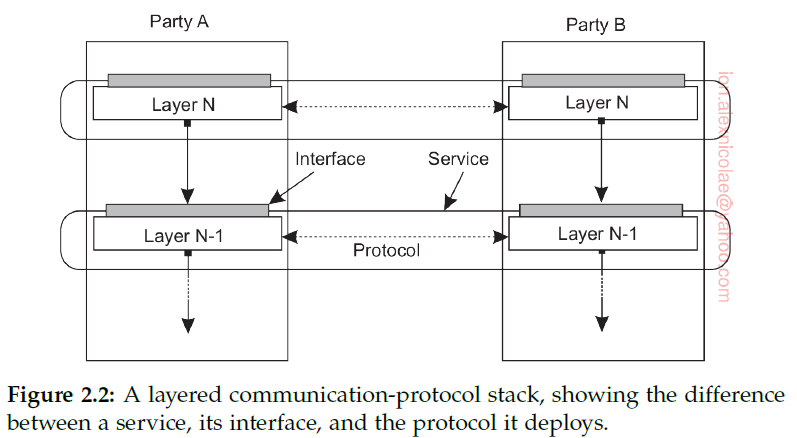 Party A
Party B
Layer N
Layer N
Interface
Service
Layer N-1
Layer N-1
Protocol
ion.alexnicolae@yahoo.com
Figure 2.2: A layered communication-protocol stack, showing the difference
between a service, its interface, and the protocol it deploys.